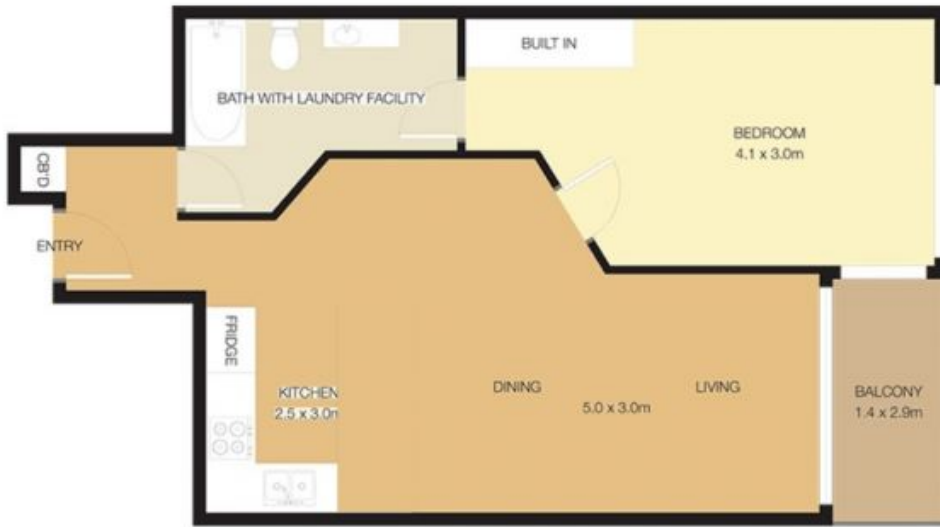 BUILT IN
BATH WITH LAUNDRY FACILITY
BEDROOM
4.1 x 3.0m
CB'D
ENTRY
FRIDGE
KITCHEN
2.5 x 3.0m
DINING
LIVING
5.0 x 3.0m
BALCONY
1.4 x 2.9m